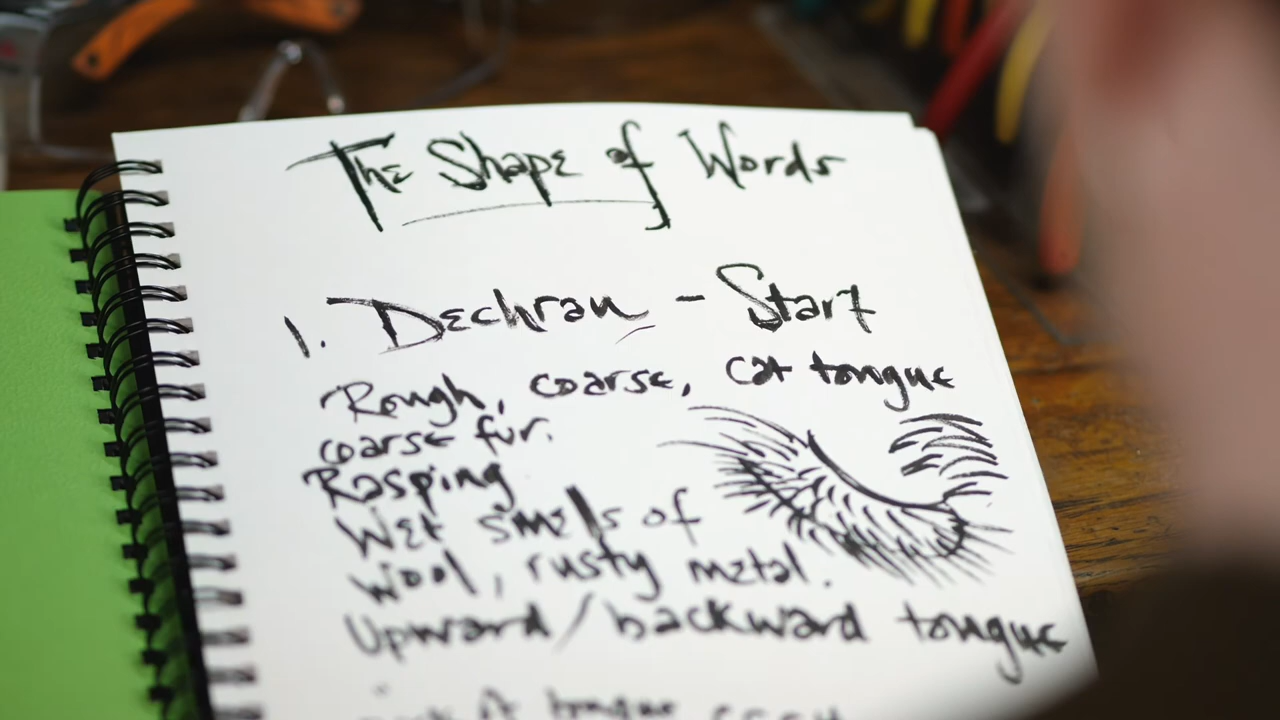 The Shape of Words
1. Dechran - Start
Rough, coarse, cat tongue
coarse fur.
Rasping
Wet smells of
Wool, rusty metal.
Upward/backward tongue
tongue